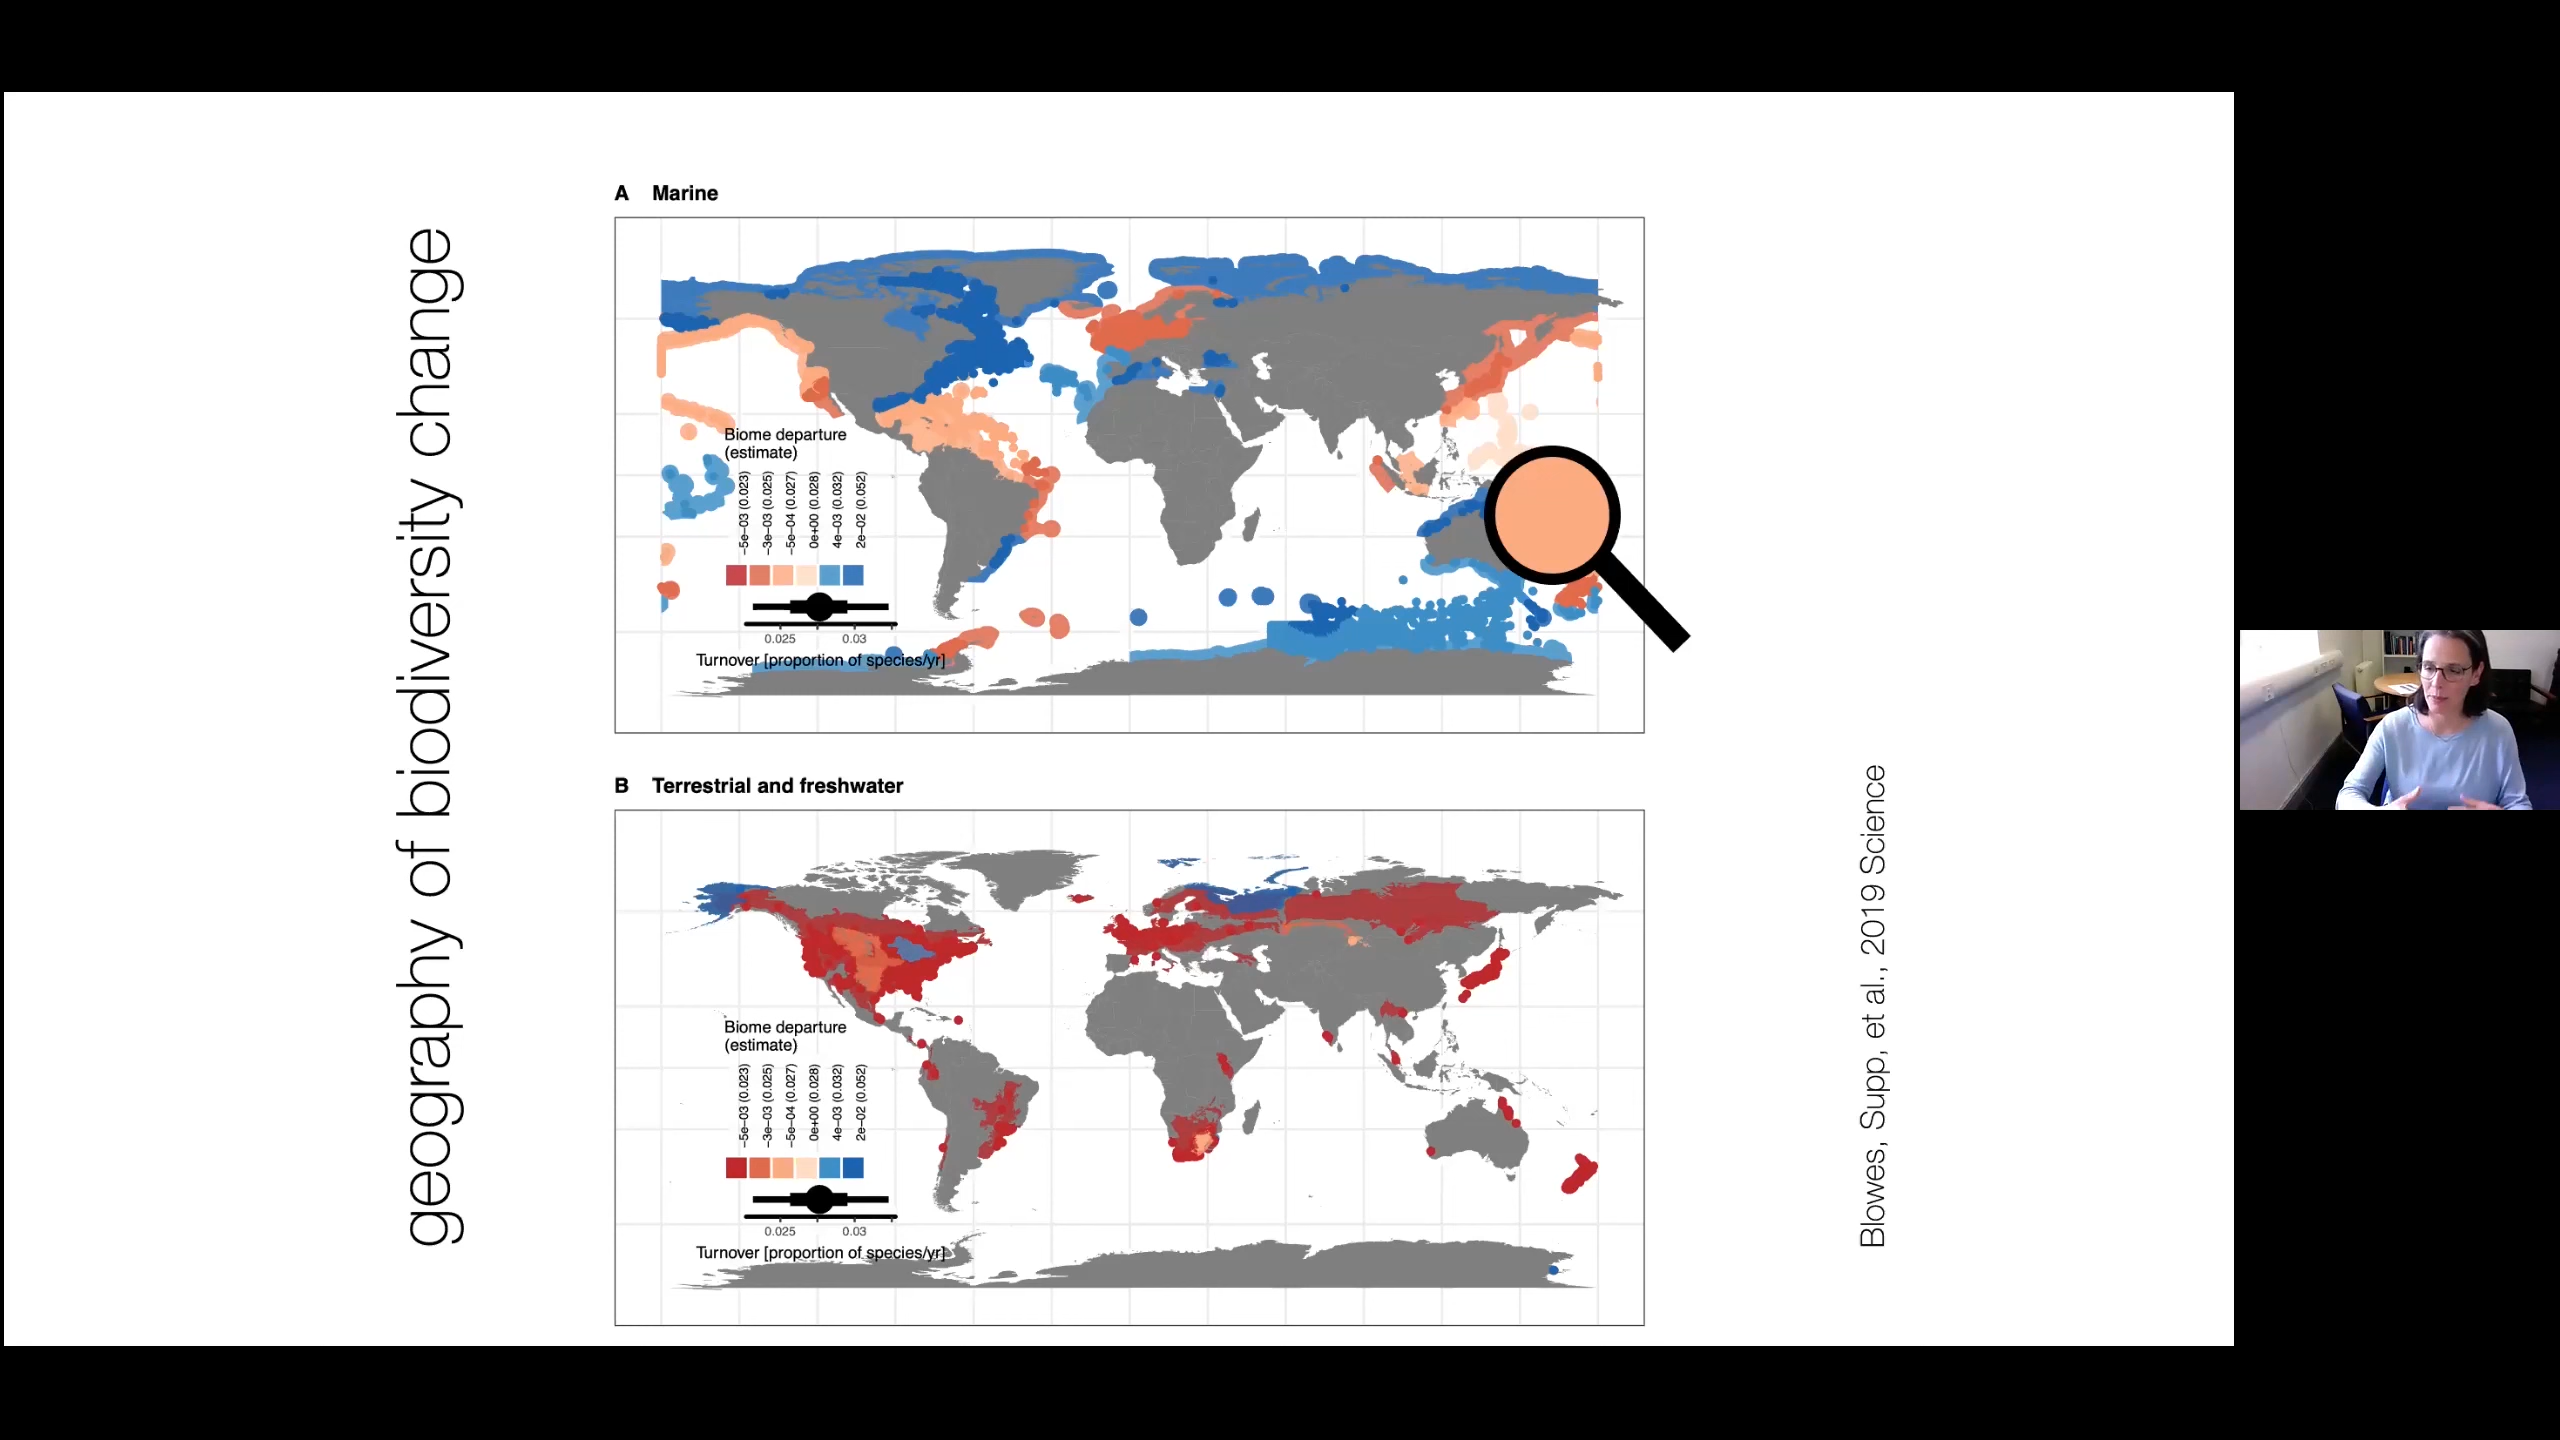 geography of biodiversity change
A Marine
Biome departure
(estimate)
−5e−03 (0.023)
−3e−03 (0.025)
−5e−04 (0.027)
0e+00 (0.028)
4e−03 (0.032)
2e−02 (0.052)
0.025 0.03
Turnover [proportion of species/yr]
B Terrestrial and freshwater
Biome departure
(estimate)
−5e−03 (0.023)
−3e−03 (0.025)
−5e−04 (0.027)
0e+00 (0.028)
4e−03 (0.032)
2e−02 (0.052)
0.025 0.03
Turnover [proportion of species/yr]
Blowes, Supp, et al., 2019 Science